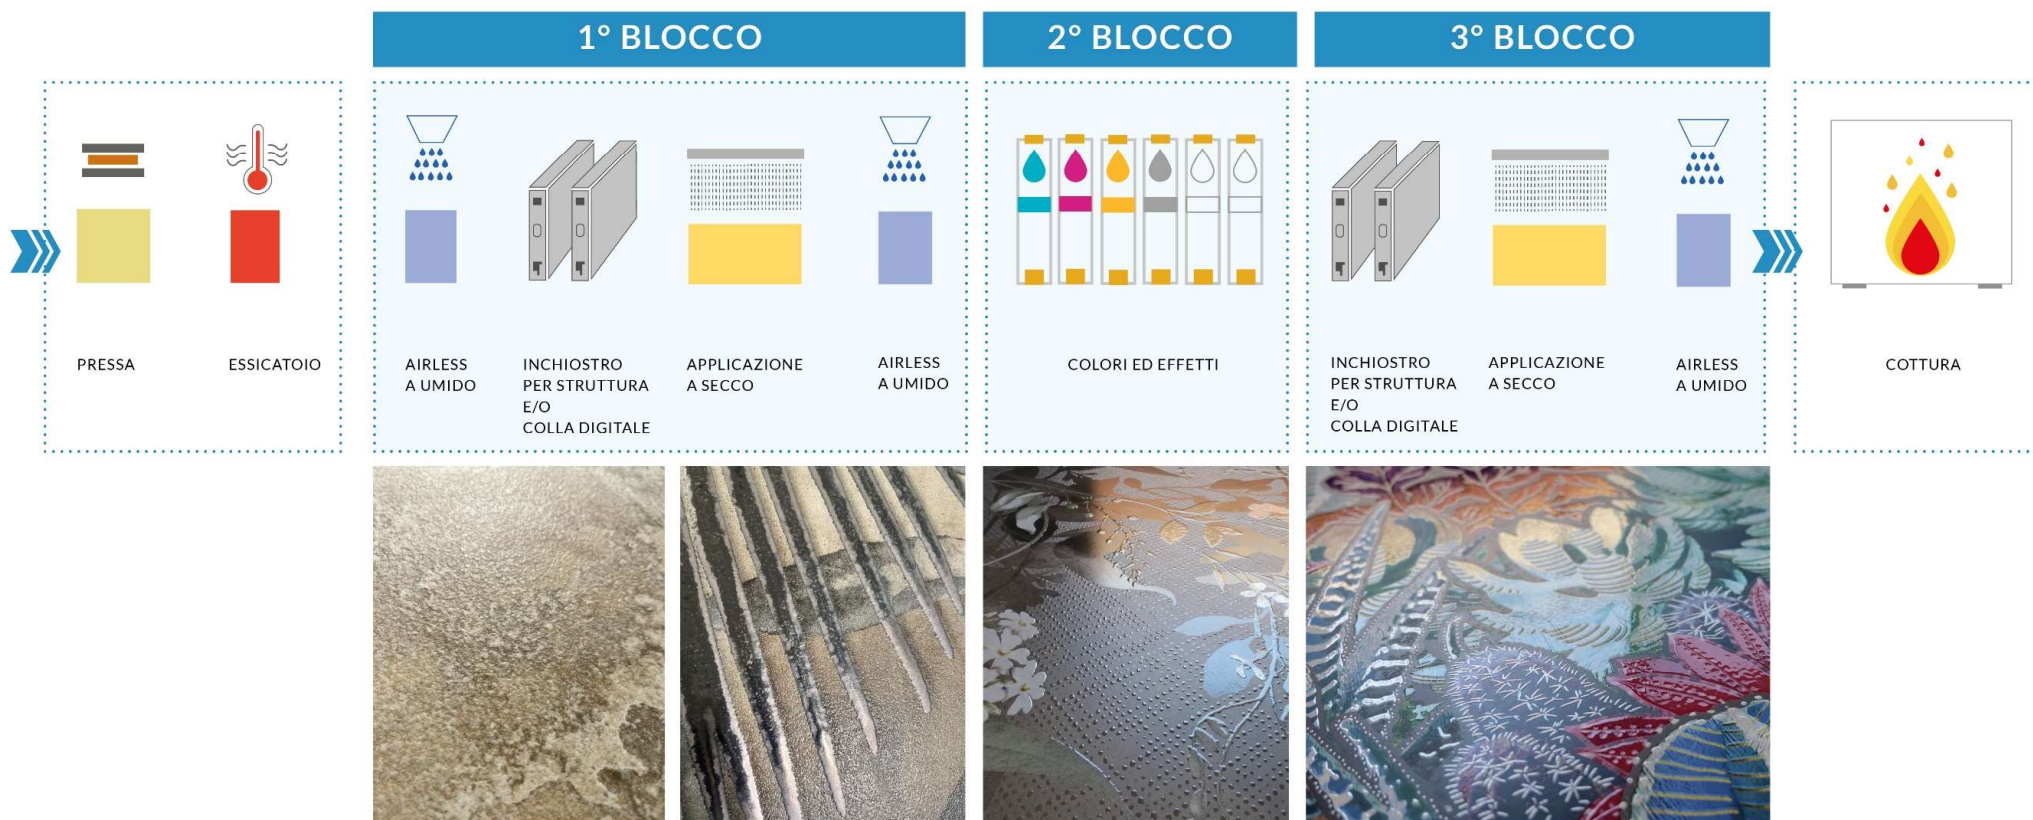 1° BLOCCO
2° BLOCCO
3° BLOCCO
PRESSA
ESSICATOIO
AIRLESS
A UMIDO
INCHIOSTRO
PER STRUTTURA
E/O
COLLA DIGITALE
APPLICAZIONE
A SECCO
AIRLESS
A UMIDO
COLORI ED EFFETTI
INCHIOSTRO
PER STRUTTURA
E/O
COLLA DIGITALE
APPLICAZIONE
A SECCO
AIRLESS
A UMIDO
COTTURA